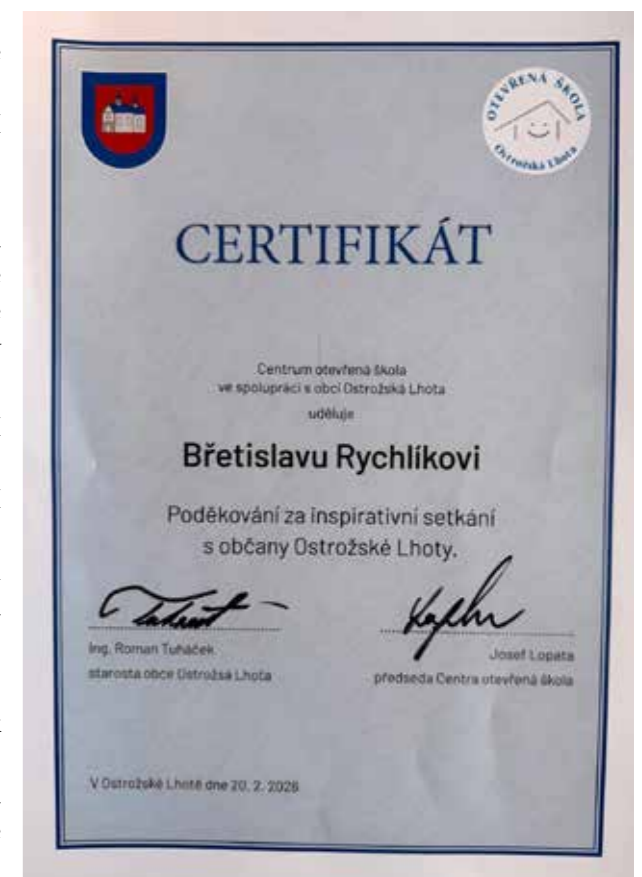 OTEVŘENÁ ŠKOLA
Ostrožská Lhota
CERTIFIKÁT
Centrum otevřená škola
ve spolupráci s obcí Ostrožská Lhota
uděluje
Břetislavu Rychlíkovi
Poděkování za inspirativní setkání
s občany Ostrožské Lhoty.
Ing. Roman Tuháček
starosta obce Ostrožsá Lhota
Josef Lopata
předseda Centra otevřená škola
V Ostrožské Lhotě dne 20. 2. 2026